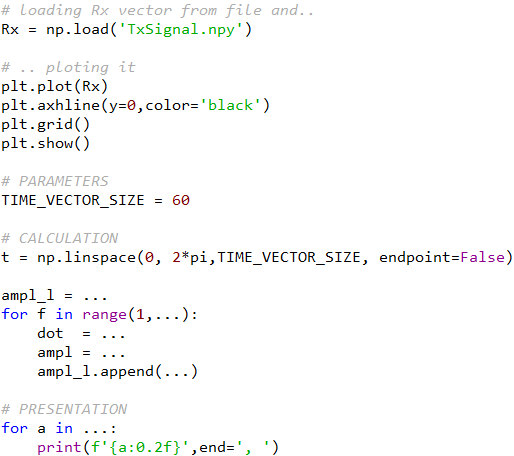 # loading Rx vector from file and..
Rx = np.load('TxSignal.npy')
# .. ploting it
plt.plot(Rx)
plt.axhline(y=0,color='black')
plt.grid()
plt.show()
# PARAMETERS
TIME_VECTOR_SIZE = 60
# CALCULATION
t = np.linspace(0, 2*pi,TIME_VECTOR_SIZE, endpoint=False)
ampl_l = ...
for f in range(1,...):
    dot  = ...
    ampl = ...
    ampl_l.append(...)
# PRESENTATION
for a in ...:
    print(f'{a:0.2f}',end=', ')